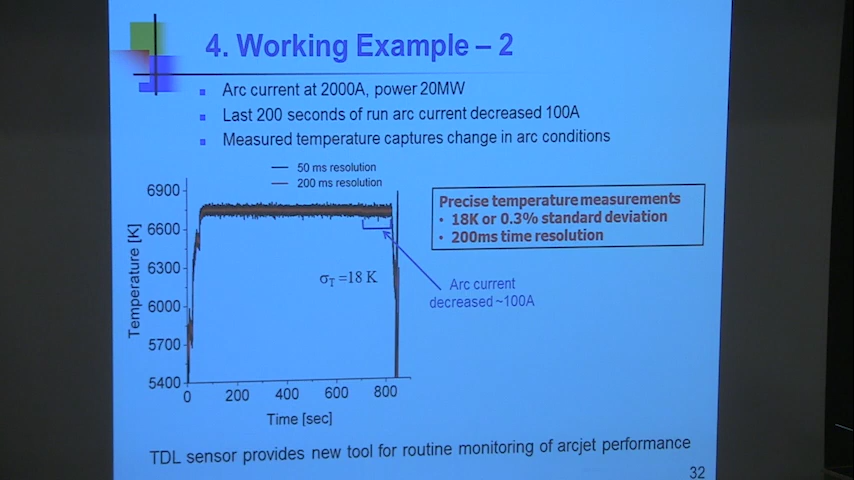 4. Working Example – 2
Arc current at 2000A, power 20MW
Last 200 seconds of run arc current decreased 100A
Measured temperature captures change in arc conditions
50 ms resolution
200 ms resolution
6900
6600
6300
6000
5700
5400
Temperature [K]
σT =18 K
0
200
400
600
800
Time [sec]
Precise temperature measurements
• 18K or 0.3% standard deviation
• 200ms time resolution
Arc current
decreased ~100A
TDL sensor provides new tool for routine monitoring of arcjet performance
32